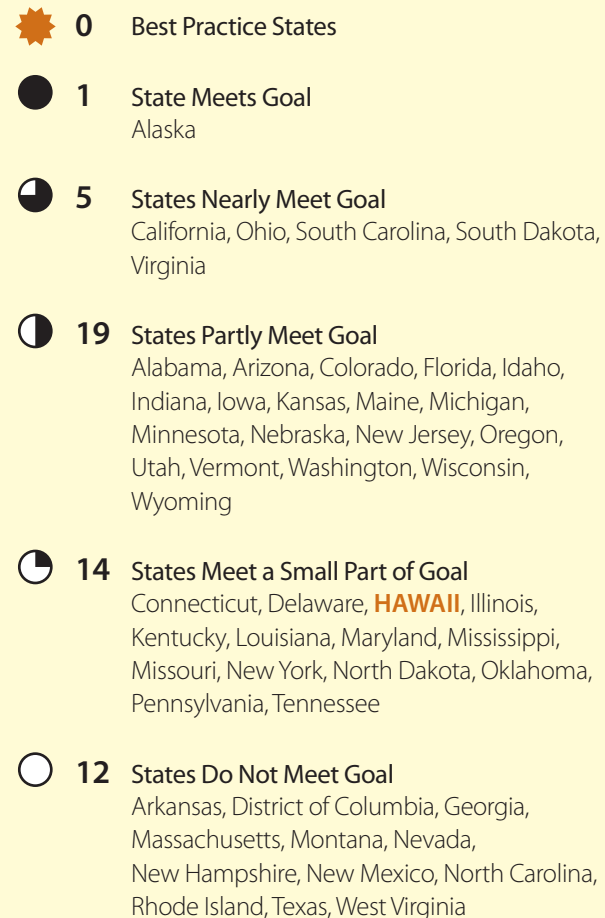 0 Best Practice States
1 State Meets Goal
Alaska
5 States Nearly Meet Goal
California, Ohio, South Carolina, South Dakota,
Virginia
19 States Partly Meet Goal
Alabama, Arizona, Colorado, Florida, Idaho,
Indiana, Iowa, Kansas, Maine, Michigan,
Minnesota, Nebraska, New Jersey, Oregon,
Utah, Vermont, Washington, Wisconsin,
Wyoming
14 States Meet a Small Part of Goal
Connecticut, Delaware, HAWAII, Illinois,
Kentucky, Louisiana, Maryland, Mississippi,
Missouri, New York, North Dakota, Oklahoma,
Pennsylvania, Tennessee
12 States Do Not Meet Goal
Arkansas, District of Columbia, Georgia,
Massachusetts, Montana, Nevada,
New Hampshire, New Mexico, North Carolina,
Rhode Island, Texas, West Virginia